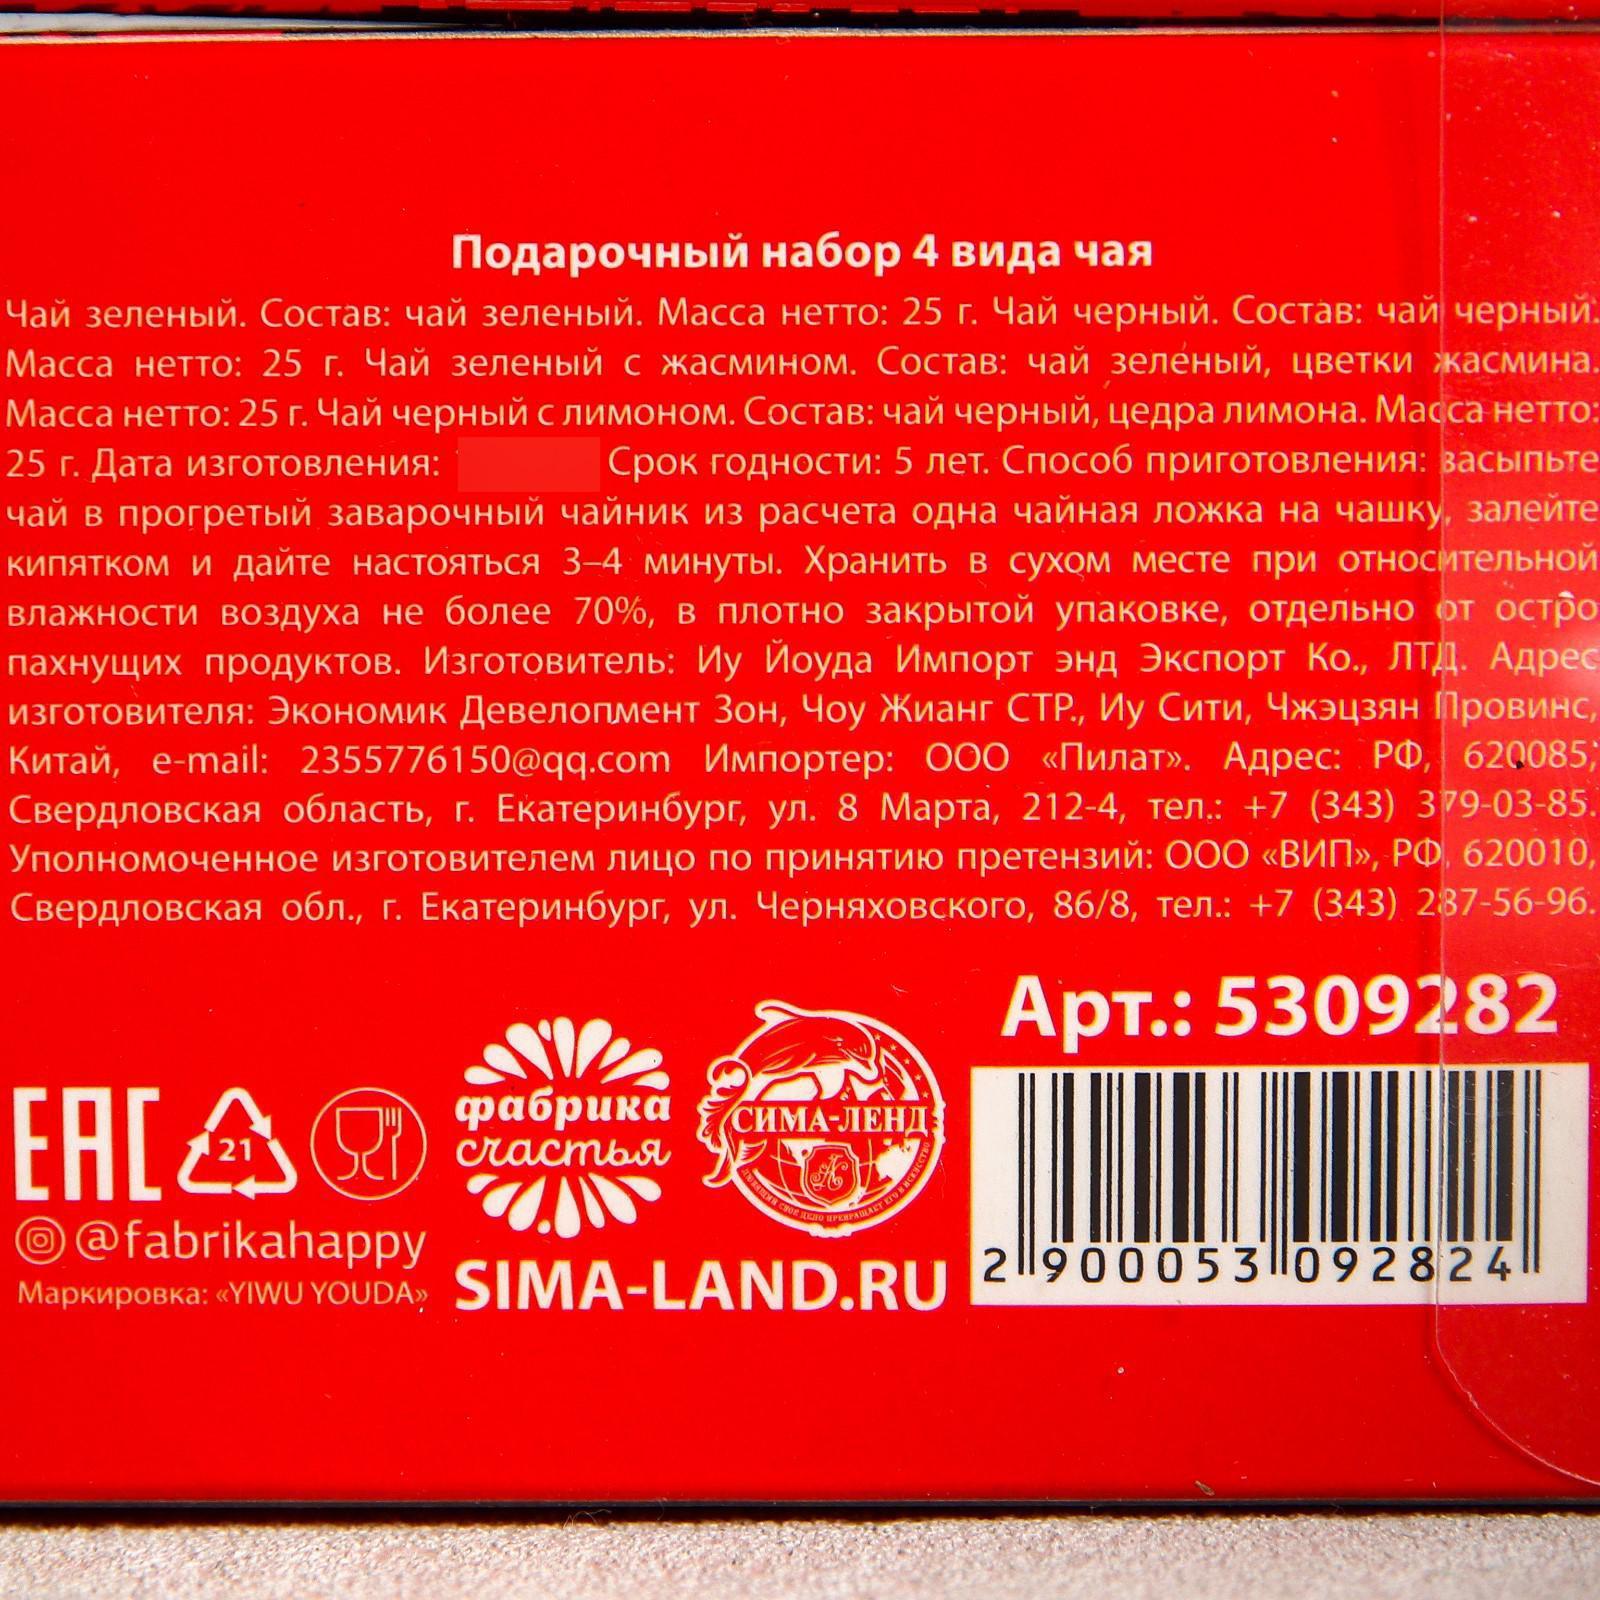 Подарочный набор 4 вида чая
Чай зеленый. Состав: чай зеленый. Масса нетто: 25 г. Чай черный. Состав: чай черный.
Масса нетто: 25 г. Чай зеленый с жасмином. Состав: чай зеленый, цветки жасмина.
Масса нетто: 25 г. Чай черный с лимоном. Состав: чай черный, цедра лимона. Масса нетто:
25 г. Дата изготовления: Срок годности: 5 лет. Способ приготовления: засыпьте
чай в прогретый заварочный чайник из расчета одна чайная ложка на чашку, залейте
кипятком и дайте настояться 3–4 минуты. Хранить в сухом месте при относительной
влажности воздуха не более 70%, в плотно закрытой упаковке, отдельно от остро
пахнущих продуктов. Изготовитель: Иу Йоуда Импорт энд Экспорт Ко., ЛТД. Адрес
изготовителя: Экономик Девелопмент Зон, Чоу Жианг СТР., Иу Сити, Чжэцзян Провинс,
Китай, e-mail: 2355776150@qq.com Импортер: ООО «Пилат». Адрес: РФ, 620085,
Свердловская область, г. Екатеринбург, ул. 8 Марта, 212-4, тел.: +7 (343) 379-03-85.
Уполномоченное изготовителем лицо по принятию претензий: ООО «ВИП», РФ, 620010,
Свердловская обл., г. Екатеринбург, ул. Черняховского, 86/8, тел.: +7 (343) 287-56-96.
Арт.: 5309282
EAC
21
фабрика
счастья
СИМА-ЛЕНД
ЛЮБЯЩИЙ СВОЁ ДЕЛО ПРЕВРАЩАЕТ ЕГО В ИСКУССТВО
@fabrikahappy
Маркировка: «YIWU YOUDA»
SIMA-LAND.RU
2 900053 092824